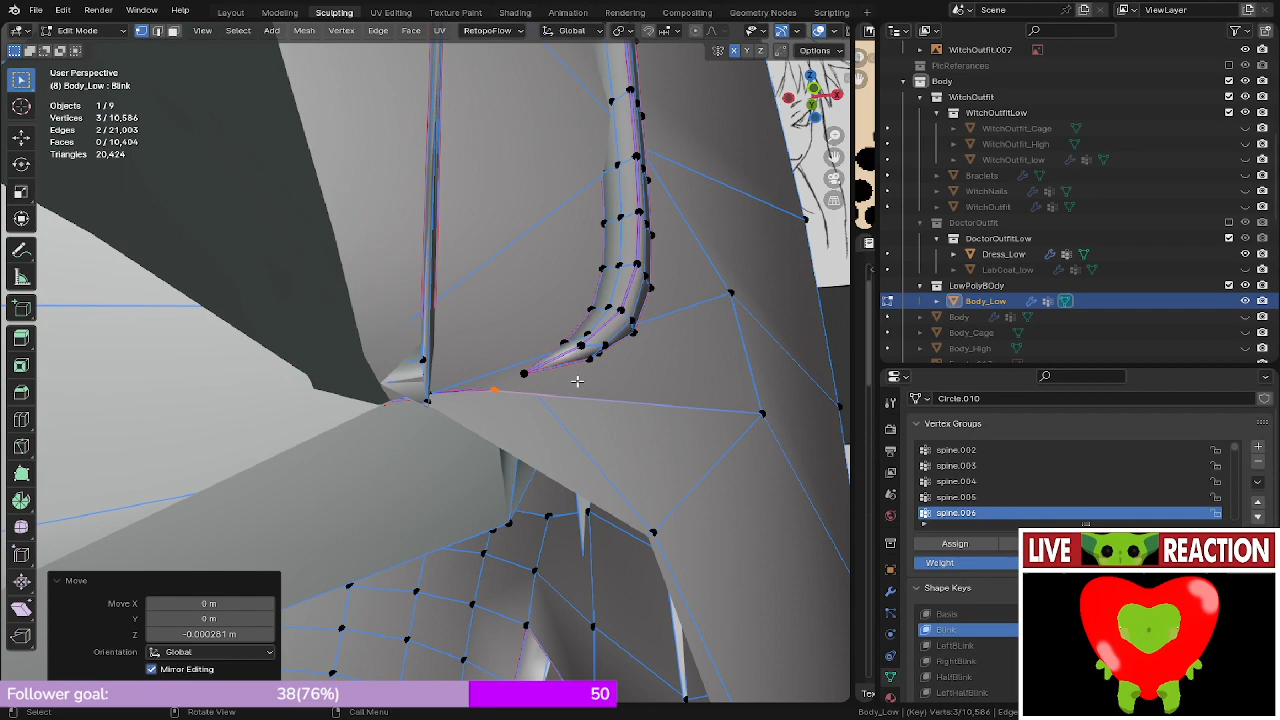 File Edit Render Window Help Layout Modeling Sculpting UV Editing Texture Paint Shading Animation Rendering Compositing Geometry Nodes Scripting Scene ViewLayer
Edit Mode View Select Add Mesh Vertex Edge Face UV RetopoFlow Global
X Y Z Options
User Perspective
(8) Body_Low : Blink
Objects 1/9
Vertices 3/10,586
Edges 2/21,003
Faces 0/10,404
Triangles 20,424
Move
Move X 0 m
Y 0 m
Z -0.000281 m
Orientation Global
Mirror Editing
Follower goal: 38(76%) 50
Select Rotate View Call Menu Body_Low | (Key) Verts:3/10,586 | Edge
WitchOutfit.007
PicReferances
Body
WitchOutfit
WitchOutfitLow
WitchOutfit_Cage
WitchOutfit_High
WitchOutfit_low
Braclets
WitchNails
WitchOutfit
DoctorOutfit
DoctorOutfitLow
Dress_Low
LabCoat_low
LowPolyBOdy
Body_Low
Body
Body_Cage
Body_High
Circle.010
Vertex Groups
spine.002
spine.003
spine.004
spine.005
spine.006
Assign
Weight
Shape Keys
Basis
Blink
LeftBLink
RightBLink
HalfBlink
LeftHalfBlink
LIVE REACTION